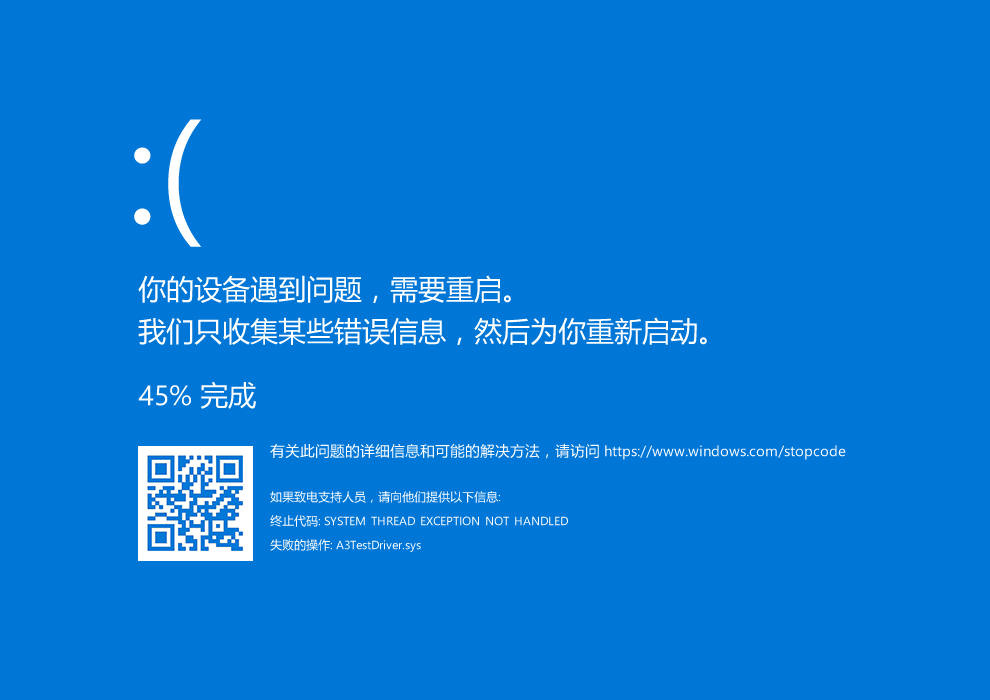 :(
你的设备遇到问题，需要重启。
我们只收集某些错误信息，然后为你重新启动。
45% 完成
有关此问题的详细信息和可能的解决方法，请访问 https://www.windows.com/stopcode
如果致电支持人员，请向他们提供以下信息:
终止代码: SYSTEM THREAD EXCEPTION NOT HANDLED
失败的操作: A3TestDriver.sys